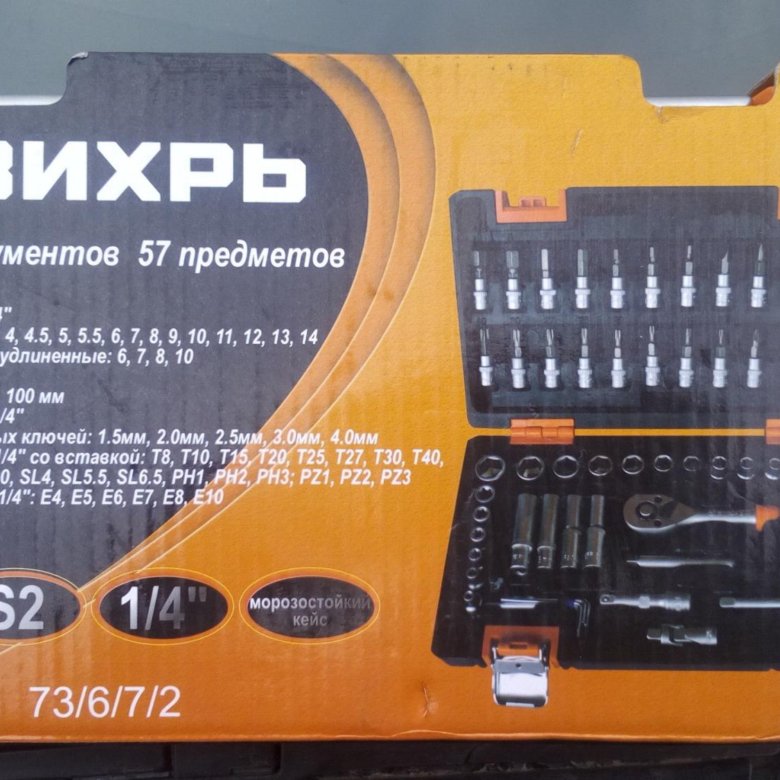 ВИХРЬ
ументов 57 предметов
4"
4, 4.5, 5, 5.5, 6, 7, 8, 9, 10, 11, 12, 13, 14
удлиненные: 6, 7, 8, 10
100 мм
/4"
ых ключей: 1.5мм, 2.0мм, 2.5мм, 3.0мм, 4.0мм
1/4" со вставкой: T8, T10, T15, T20, T25, T27, T30, T40,
0, SL4, SL5.5, SL6.5, PH1, PH2, PH3; PZ1, PZ2, PZ3
1/4": E4, E5, E6, E7, E8, E10
S2
1/4"
морозостойкий
кейс
73/6/7/2